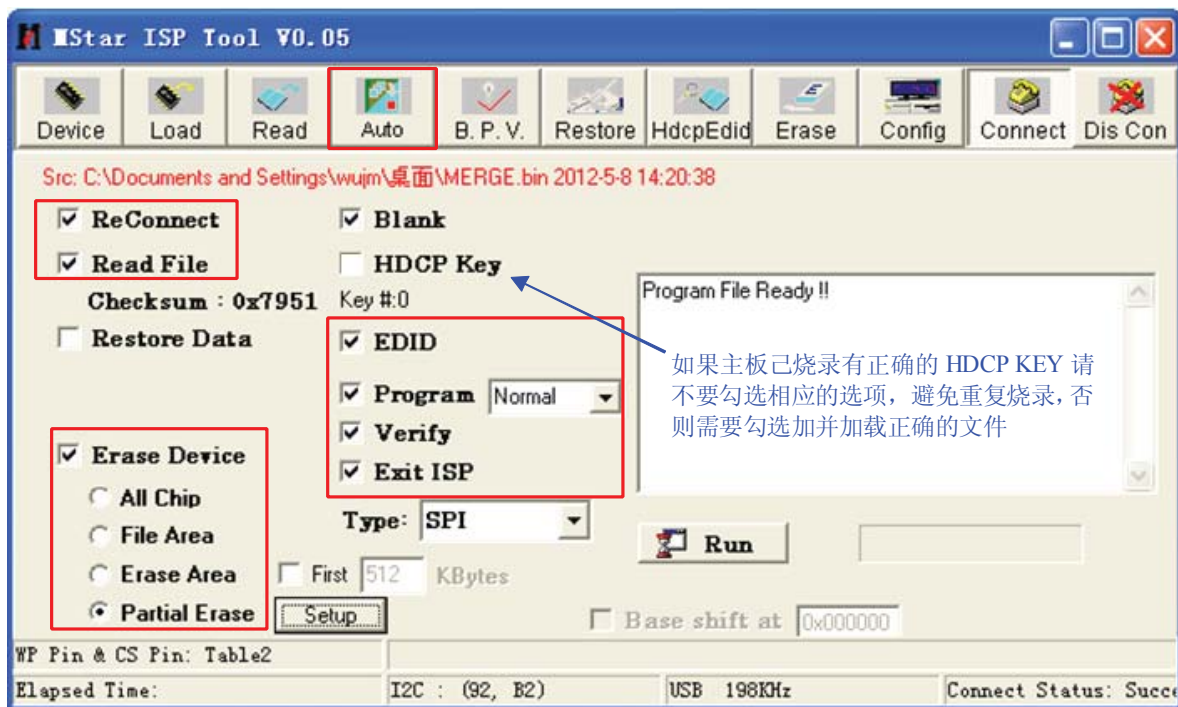 MStar ISP Tool V0.05
Device Load Read Auto B. P. V. Restore HdcpEdid Erase Config Connect Dis Con
Src: C:\Documents and Settings\wujm\桌面\MERGE.bin 2012-5-8 14:20:38
ReConnect
Read File
Checksum : 0x7951
Restore Data
Erase Device
All Chip
File Area
Erase Area
Partial Erase
Setup
Blank
HDCP Key
Key #:0
EDID
Program Normal
Verify
Exit ISP
Type: SPI
First 512 KBytes
Program File Ready !!
如果主板己烧录有正确的 HDCP KEY 请
不要勾选相应的选项，避免重复烧录，否
则需要勾选加并加载正确的文件
Run
Base shift at 0x000000
WP Pin & CS Pin: Table2
Elapsed Time: I2C : (92, B2) USB 198KHz Connect Status: Succe